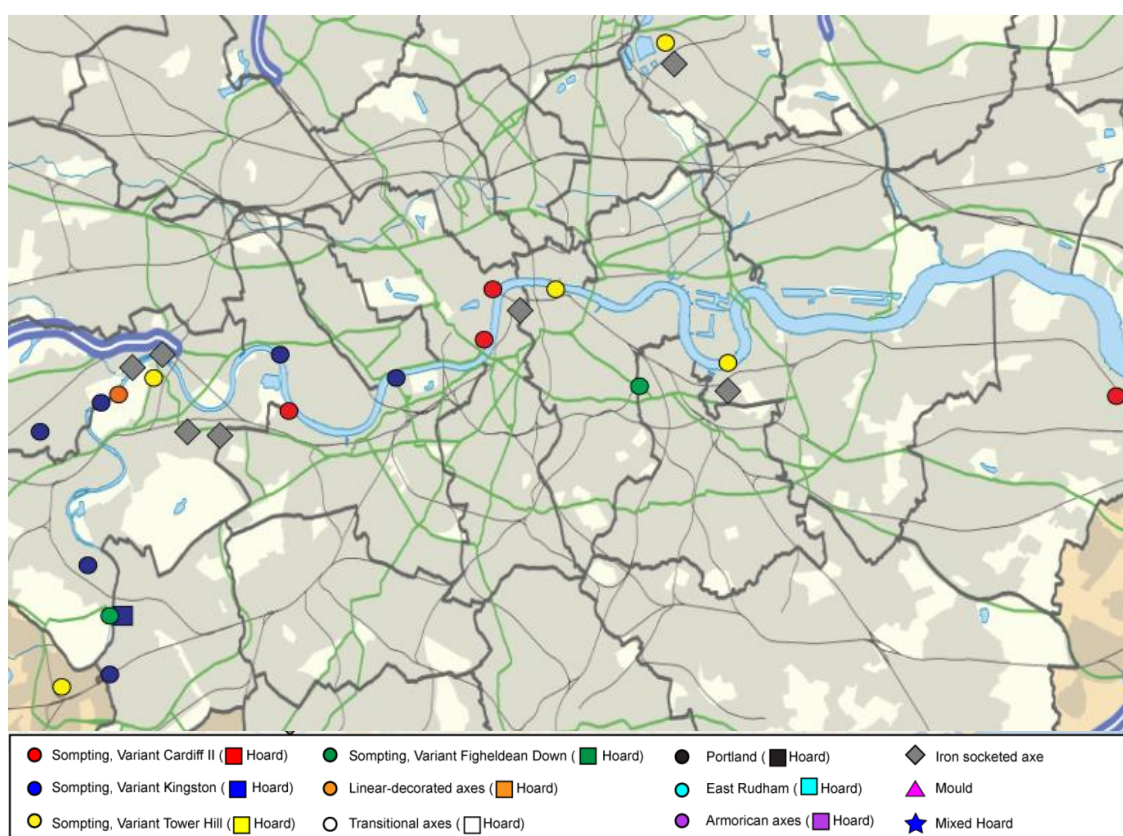 Sompting, Variant Cardiff II ( Hoard) Sompting, Variant Figheldean Down ( Hoard) Portland ( Hoard) Iron socketed axe
Sompting, Variant Kingston ( Hoard) Linear-decorated axes ( Hoard) East Rudham ( Hoard) Mould
Sompting, Variant Tower Hill ( Hoard) Transitional axes ( Hoard) Armorican axes ( Hoard) Mixed Hoard